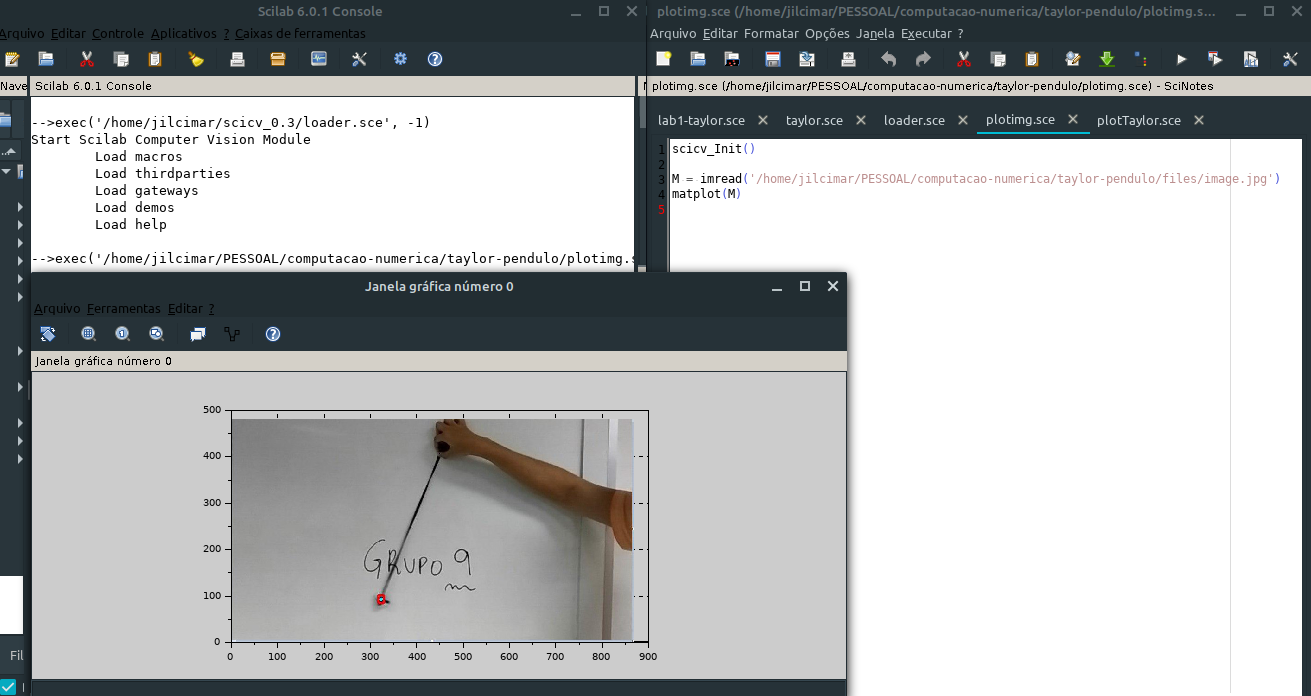 Scilab 6.0.1 Console
Arquivo Editar Controle Aplicativos ? Caixas de ferramentas
Nave
Scilab 6.0.1 Console
-->exec('/home/jilcimar/scicv_0.3/loader.sce', -1)
Start Scilab Computer Vision Module
Load macros
Load thirdparties
Load gateways
Load demos
Load help
-->exec('/home/jilcimar/PESSOAL/computacao-numerica/taylor-pendulo/plotimg.s
plotimg.sce (/home/jilcimar/PESSOAL/computacao-numerica/taylor-pendulo/plotimg.s...
Arquivo Editar Formatar Opções Janela Executar ?
plotimg.sce (/home/jilcimar/PESSOAL/computacao-numerica/taylor-pendulo/plotimg.sce) - SciNotes
lab1-taylor.sce taylor.sce loader.sce plotimg.sce plotTaylor.sce
1 scicv_Init()
2
3 M = imread('/home/jilcimar/PESSOAL/computacao-numerica/taylor-pendulo/files/image.jpg')
4 matplot(M)
5
Janela gráfica número 0
Arquivo Ferramentas Editar ?
Janela gráfica número 0
500
400
300
200
100
0
0 100 200 300 400 500 600 700 800 900
GRUPO 9
Fil